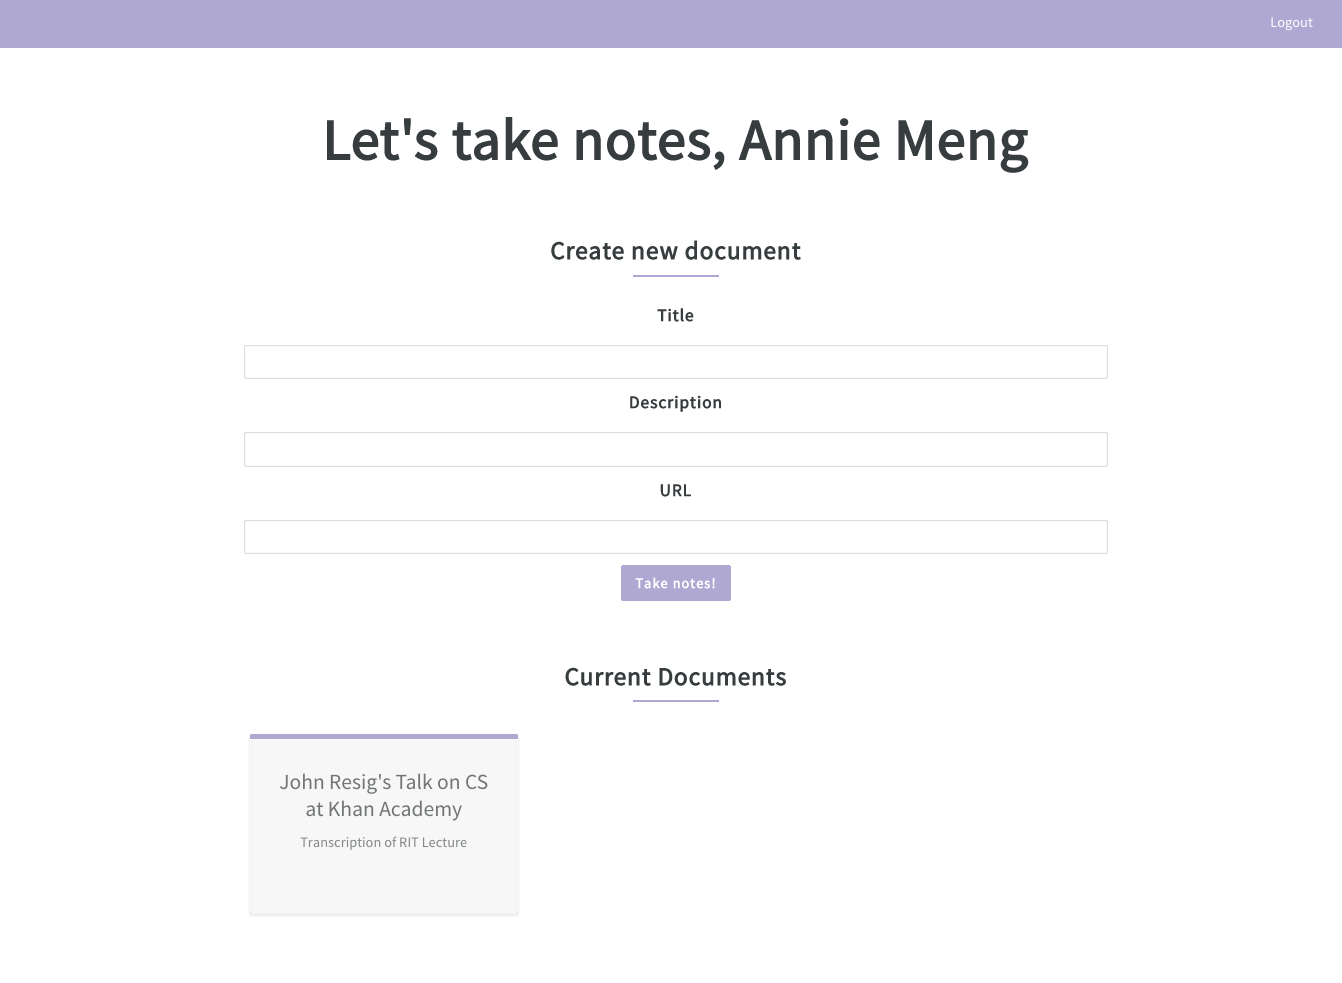 Logout
Let's take notes, Annie Meng
Create new document
Title
Description
URL
Take notes!
Current Documents
John Resig's Talk on CS
at Khan Academy
Transcription of RIT Lecture